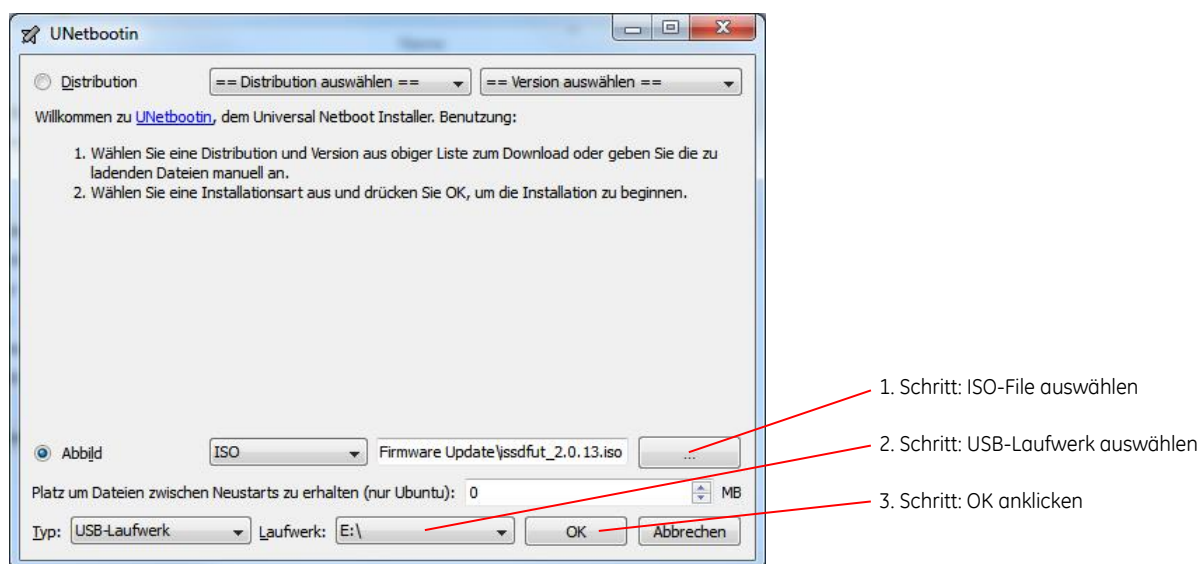 UNetbootin
Distribution == Distribution auswählen == == Version auswählen ==
Willkommen zu UNetbootin, dem Universal Netboot Installer. Benutzung:
1. Wählen Sie eine Distribution und Version aus obiger Liste zum Download oder geben Sie die zu
ladenden Dateien manuell an.
2. Wählen Sie eine Installationsart aus und drücken Sie OK, um die Installation zu beginnen.
1. Schritt: ISO-File auswählen
Abbild ISO Firmware Update\issdfut_2.0.13.iso ...
2. Schritt: USB-Laufwerk auswählen
Platz um Dateien zwischen Neustarts zu erhalten (nur Ubuntu): 0 MB
3. Schritt: OK anklicken
Typ: USB-Laufwerk Laufwerk: E:\ OK Abbrechen